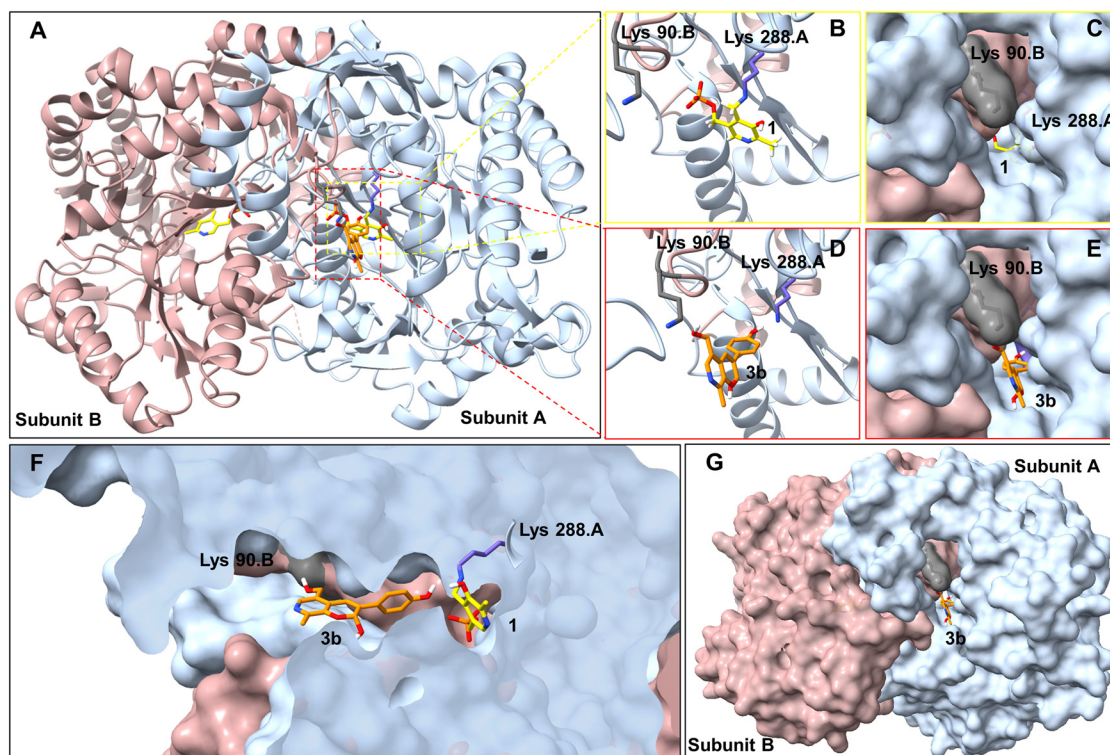 A
Subunit B
Subunit A
B
Lys 90.B
Lys 288.A
1
C
Lys 90.B
Lys 288.A
1
D
Lys 90.B
Lys 288.A
3b
E
Lys 90.B
3b
F
Lys 90.B
Lys 288.A
3b
1
G
Subunit A
3b
Subunit B